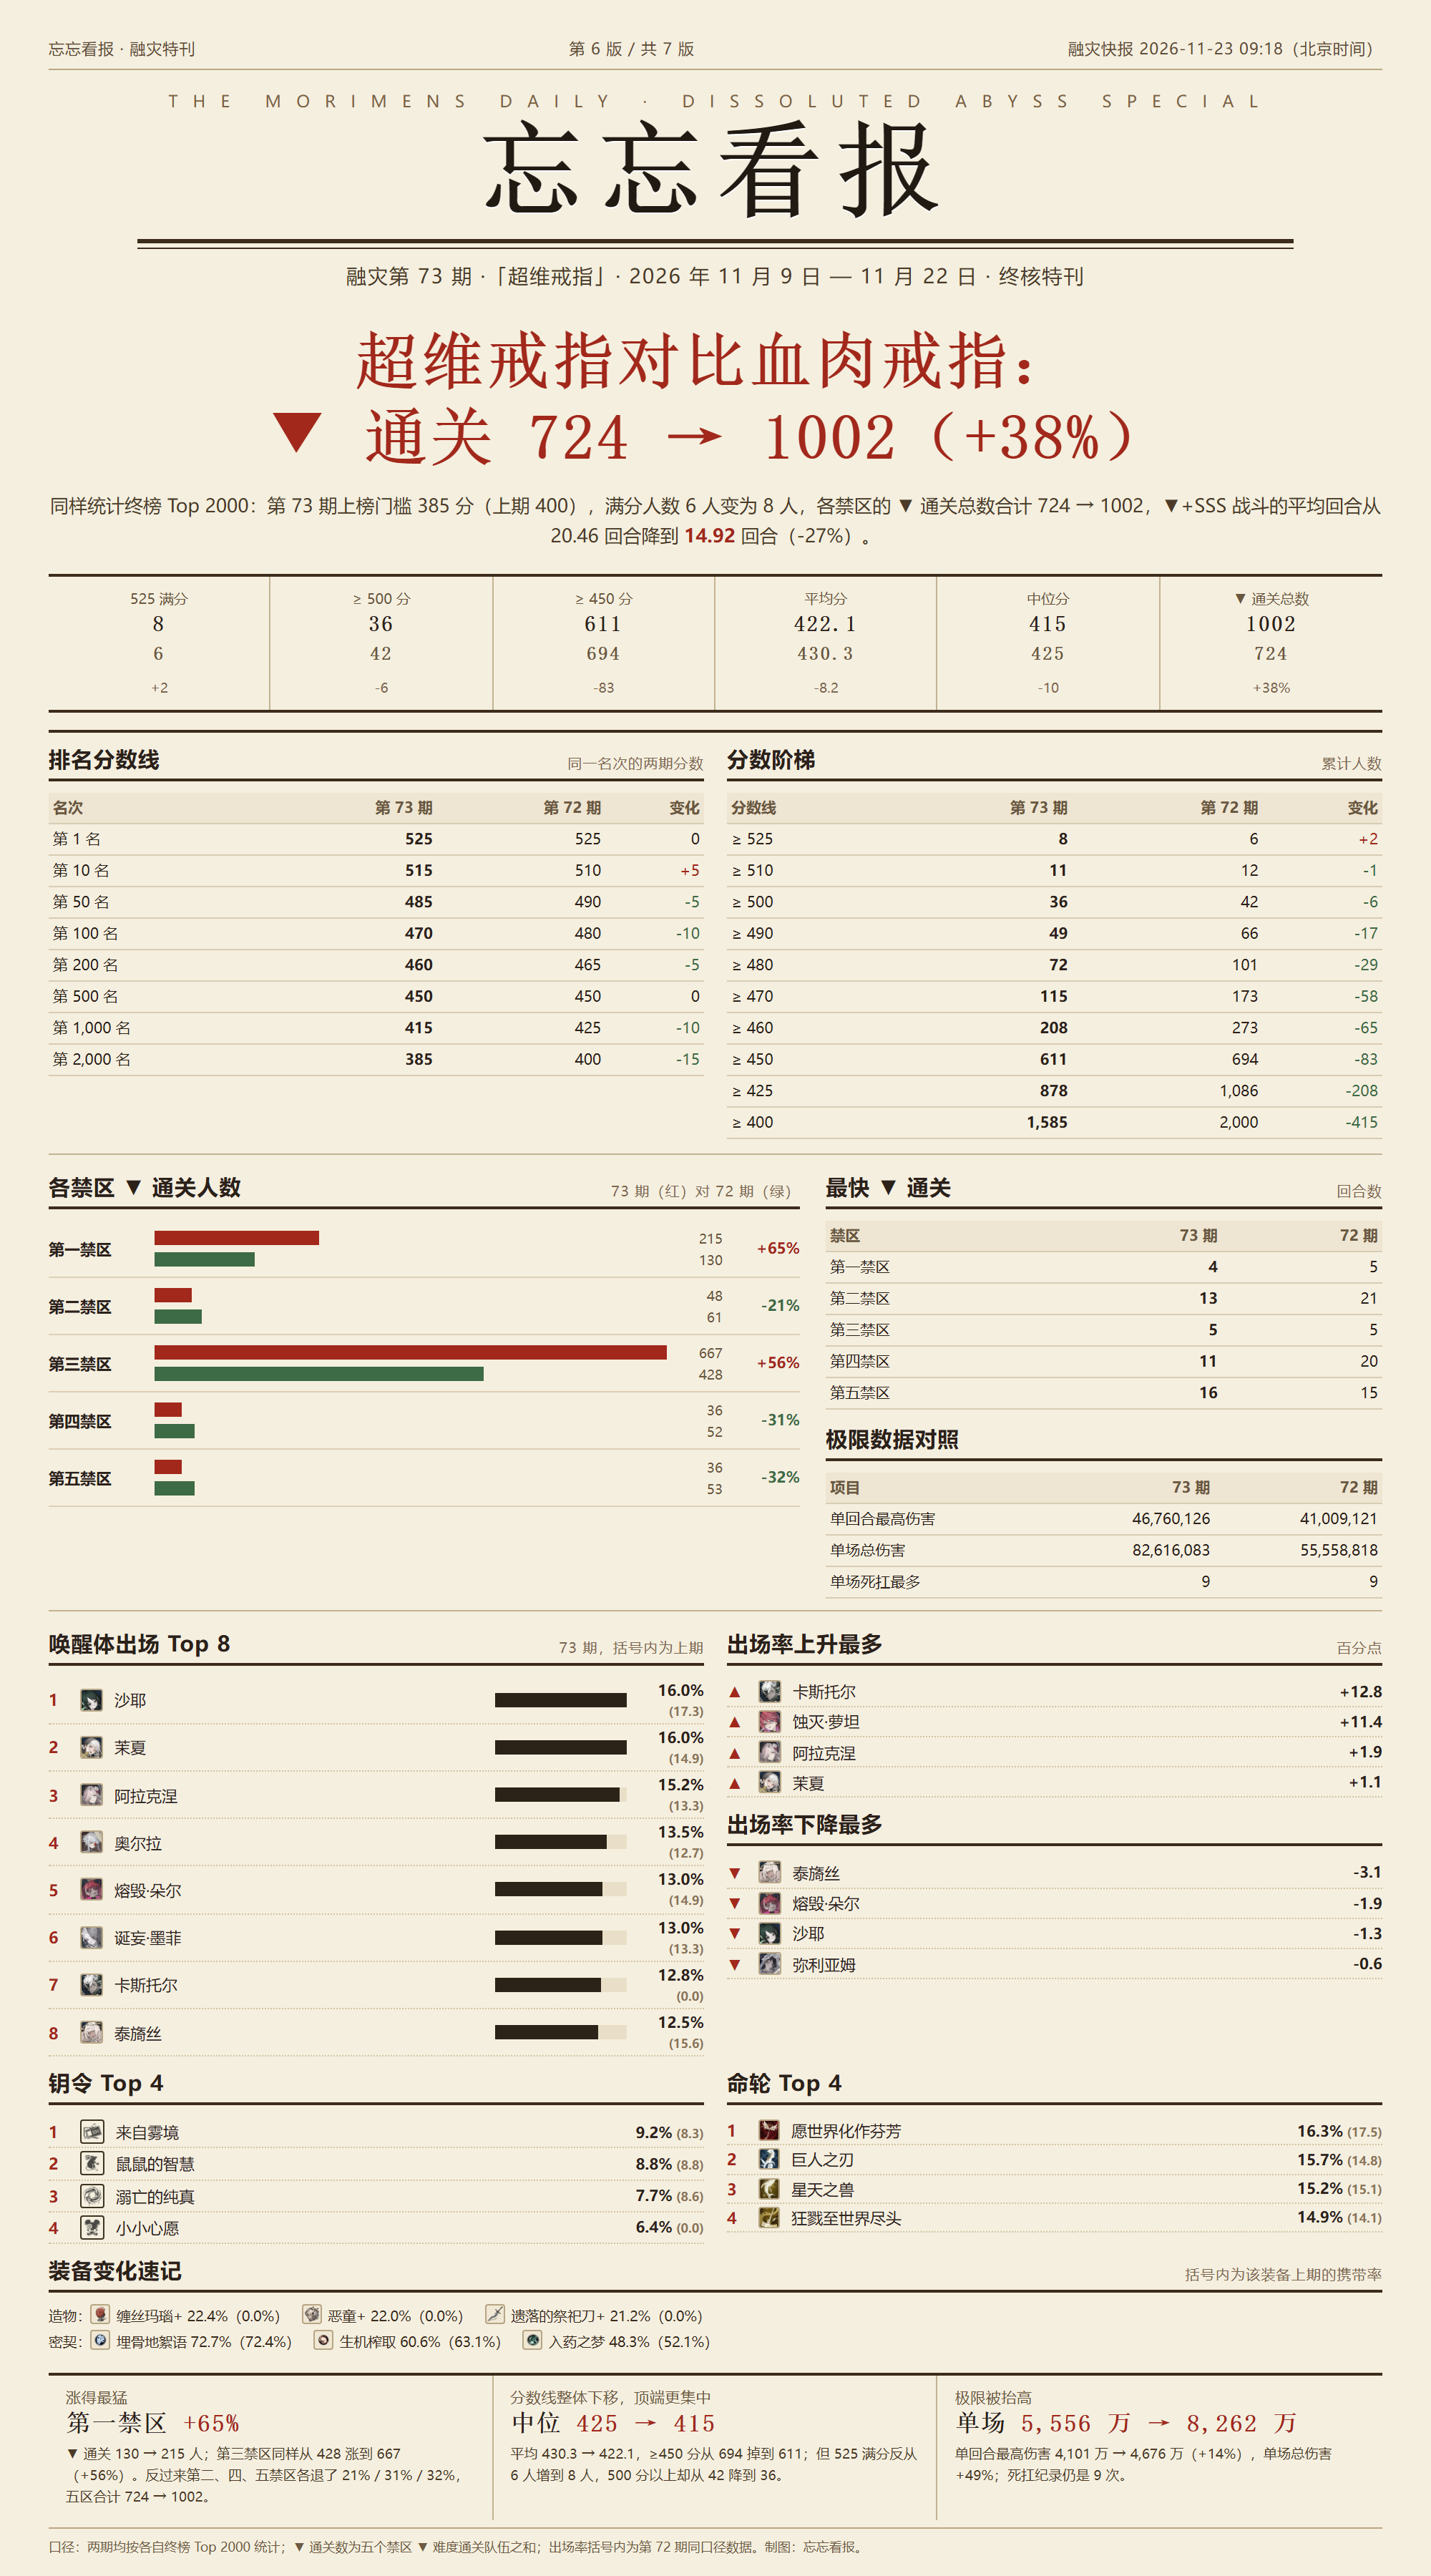 忘忘看报 · 融灾特刊
第 6 版 / 共 7 版
融灾快报 2026-11-23 09:18（北京时间）
THE MORIMENS DAILY · DISSOLUTED ABYSS SPECIAL
忘忘看报
融灾第 73 期 ·「超维戒指」· 2026 年 11 月 9 日 — 11 月 22 日 · 终核特刊
超维戒指对比血肉戒指：
▼ 通关 724 → 1002（+38%）
同样统计终榜 Top 2000：第 73 期上榜门槛 385 分（上期 400），满分人数 6 人变为 8 人，各禁区的 ▼ 通关总数合计 724 → 1002，▼+SSS 战斗的平均回合从
20.46 回合降到 14.92 回合（-27%）。
525 满分
8
6
+2
≥ 500 分
36
42
-6
≥ 450 分
611
694
-83
平均分
422.1
430.3
-8.2
中位分
415
425
-10
▼ 通关总数
1002
724
+38%
排名分数线 同一名次的两期分数
名次 第 73 期 第 72 期 变化
第 1 名 525 525 0
第 10 名 515 510 +5
第 50 名 485 490 -5
第 100 名 470 480 -10
第 200 名 460 465 -5
第 500 名 450 450 0
第 1,000 名 415 425 -10
第 2,000 名 385 400 -15
分数阶梯 累计人数
分数线 第 73 期 第 72 期 变化
≥ 525 8 6 +2
≥ 510 11 12 -1
≥ 500 36 42 -6
≥ 490 49 66 -17
≥ 480 72 101 -29
≥ 470 115 173 -58
≥ 460 208 273 -65
≥ 450 611 694 -83
≥ 425 878 1,086 -208
≥ 400 1,585 2,000 -415
各禁区 ▼ 通关人数 73 期（红）对 72 期（绿）
第一禁区 215 130 +65%
第二禁区 48 61 -21%
第三禁区 667 428 +56%
第四禁区 36 52 -31%
第五禁区 36 53 -32%
最快 ▼ 通关 回合数
禁区 73 期 72 期
第一禁区 4 5
第二禁区 13 21
第三禁区 5 5
第四禁区 11 20
第五禁区 16 15
极限数据对照
项目 73 期 72 期
单回合最高伤害 46,760,126 41,009,121
单场总伤害 82,616,083 55,558,818
单场死扛最多 9 9
唤醒体出场 Top 8 73 期，括号内为上期
1 沙耶 16.0% (17.3)
2 茉夏 16.0% (14.9)
3 阿拉克涅 15.2% (13.3)
4 奥尔拉 13.5% (12.7)
5 熔毁·朵尔 13.0% (14.9)
6 诞妄·墨菲 13.0% (13.3)
7 卡斯托尔 12.8% (0.0)
8 泰旖丝 12.5% (15.6)
出场率上升最多 百分点
▲ 卡斯托尔 +12.8
▲ 蚀灭·萝坦 +11.4
▲ 阿拉克涅 +1.9
▲ 茉夏 +1.1
出场率下降最多
▼ 泰旖丝 -3.1
▼ 熔毁·朵尔 -1.9
▼ 沙耶 -1.3
▼ 弥利亚姆 -0.6
钥令 Top 4
1 来自雾境 9.2% (8.3)
2 鼠鼠的智慧 8.8% (8.8)
3 溺亡的纯真 7.7% (8.6)
4 小小心愿 6.4% (0.0)
命轮 Top 4
1 愿世界化作芬芳 16.3% (17.5)
2 巨人之刃 15.7% (14.8)
3 星天之兽 15.2% (15.1)
4 狂戮至世界尽头 14.9% (14.1)
装备变化速记 括号内为该装备上期的携带率
造物： 缠丝玛瑙+ 22.4%（0.0%） 恶童+ 22.0%（0.0%） 遗落的祭祀刀+ 21.2%（0.0%）
密契： 埋骨地絮语 72.7%（72.4%） 生机榨取 60.6%（63.1%） 入药之梦 48.3%（52.1%）
涨得最猛
第一禁区 +65%
▼ 通关 130 → 215 人；第三禁区同样从 428 涨到 667
（+56%）。反过来第二、四、五禁区各退了 21% / 31% / 32%，
五区合计 724 → 1002。
分数线整体下移，顶端更集中
中位 425 → 415
平均 430.3 → 422.1，≥450 分从 694 掉到 611；但 525 满分反从
6 人增到 8 人，500 分以上却从 42 降到 36。
极限被抬高
单场 5,556 万 → 8,262 万
单回合最高伤害 4,101 万 → 4,676 万（+14%），单场总伤害
+49%；死扛纪录仍是 9 次。
口径：两期均按各自终榜 Top 2000 统计；▼ 通关数为五个禁区 ▼ 难度通关队伍之和；出场率括号内为第 72 期同口径数据。制图：忘忘看报。